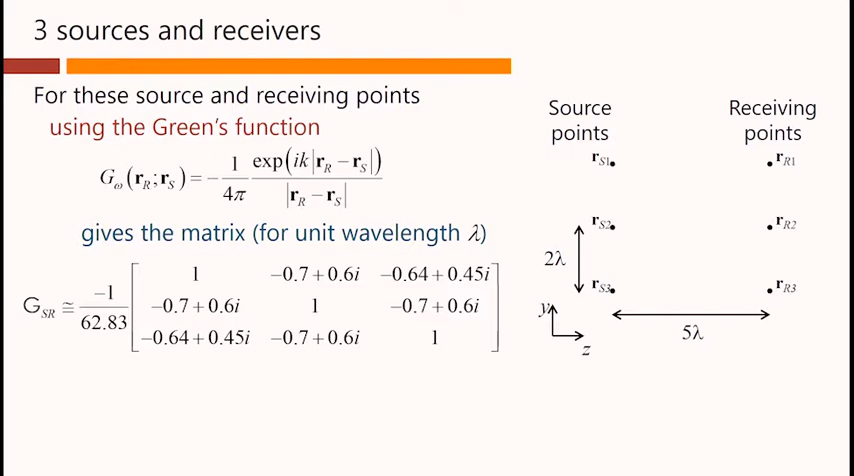 3 sources and receivers
For these source and receiving points
using the Green's function
G_ω(r_R; r_S) = − 1/4π exp(ik|r_R − r_S|)/|r_R − r_S|
gives the matrix (for unit wavelength λ)
G_SR ≅ −1/62.83
1 −0.7 + 0.6i −0.64 + 0.45i
−0.7 + 0.6i 1 −0.7 + 0.6i
−0.64 + 0.45i −0.7 + 0.6i 1
Source
points
Receiving
points
r_S1
r_R1
r_S2
r_R2
2λ
r_S3
r_R3
y
z
5λ